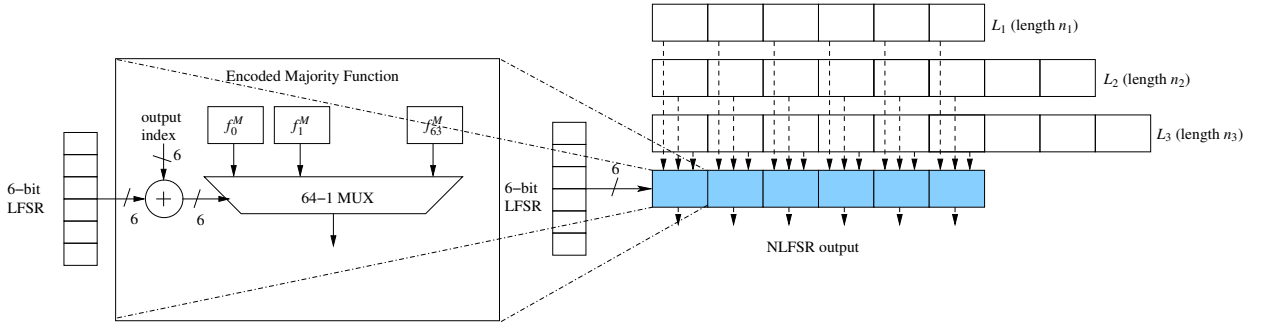 L₁ (length n₁)
Encoded Majority Function
L₂ (length n₂)
output
index
f₀ᴹ
f₁ᴹ
f₆₃ᴹ
L₃ (length n₃)
6
6−bit
LFSR
+
6
6
64−1 MUX
6−bit
LFSR
6
NLFSR output